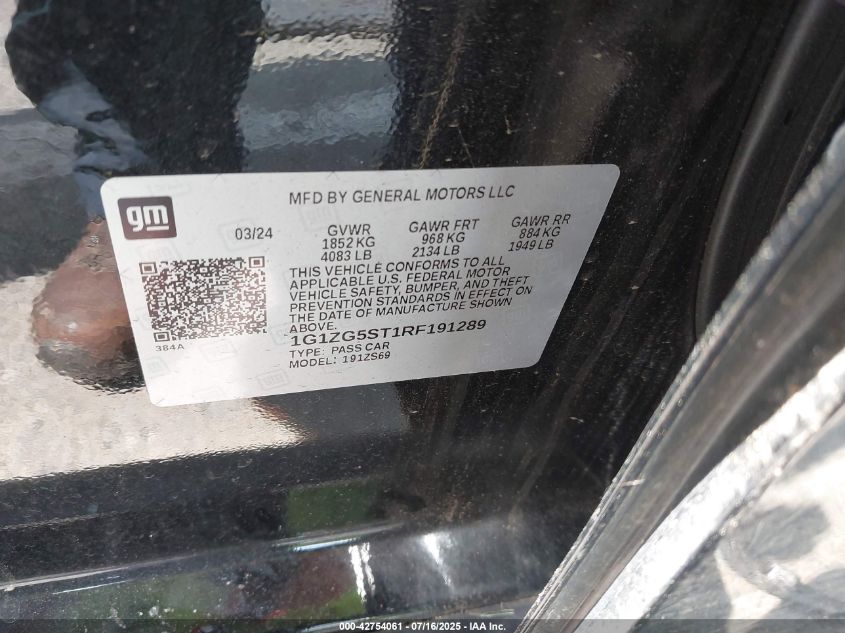 gm
MFD BY GENERAL MOTORS LLC
03/24
GVWR GAWR FRT GAWR RR
1852 KG 968 KG 884 KG
4083 LB 2134 LB 1949 LB
THIS VEHICLE CONFORMS TO ALL
APPLICABLE U.S. FEDERAL MOTOR
VEHICLE SAFETY, BUMPER, AND THEFT
PREVENTION STANDARDS IN EFFECT ON
THE DATE OF MANUFACTURE SHOWN
ABOVE.
1G1ZG5ST1RF191289
TYPE: PASS CAR
MODEL: 191ZS69
384A
000-42754061 - 07/16/2025 - IAA Inc.